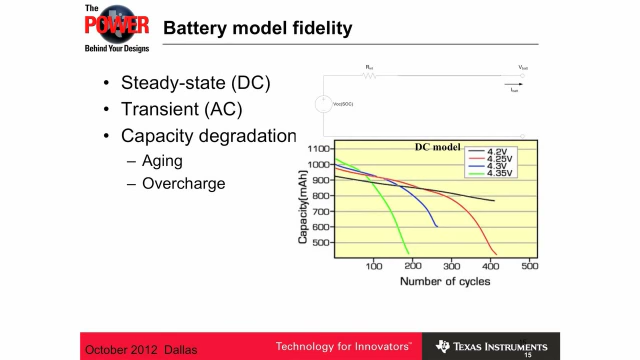 The
POWER
Behind Your Designs
Battery model fidelity
• Steady-state (DC)
• Transient (AC)
• Capacity degradation
– Aging
– Overcharge
Voc(SOC)
DC model
4.2V
4.25V
4.3V
4.35V
Capacity[mAh]
1100
1000
900
800
700
600
500
100 200 300 400 500
Number of cycles
October 2012 Dallas
Technology for Innovators™
TEXAS INSTRUMENTS
15